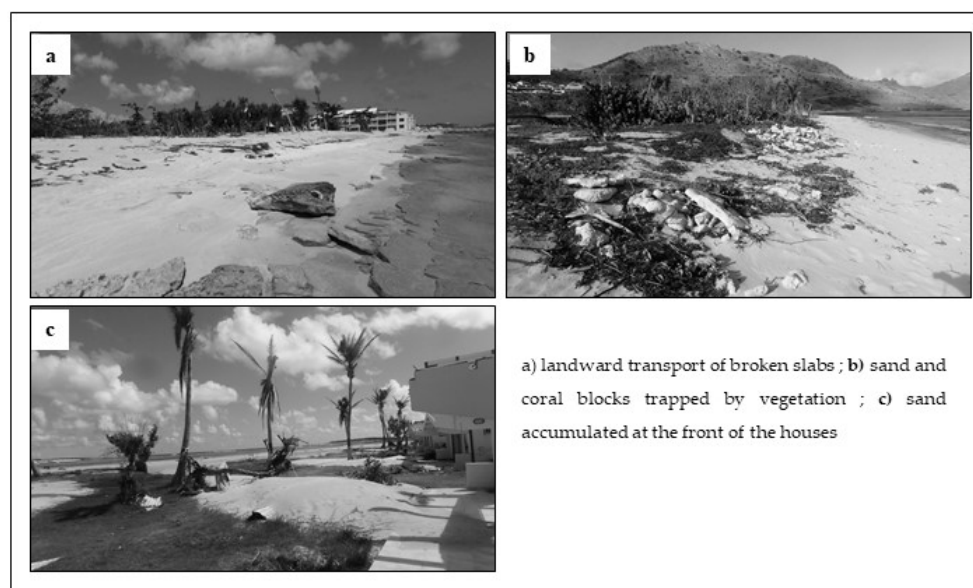 a
b
c
a) landward transport of broken slabs ; b) sand and
coral blocks trapped by vegetation ; c) sand
accumulated at the front of the houses